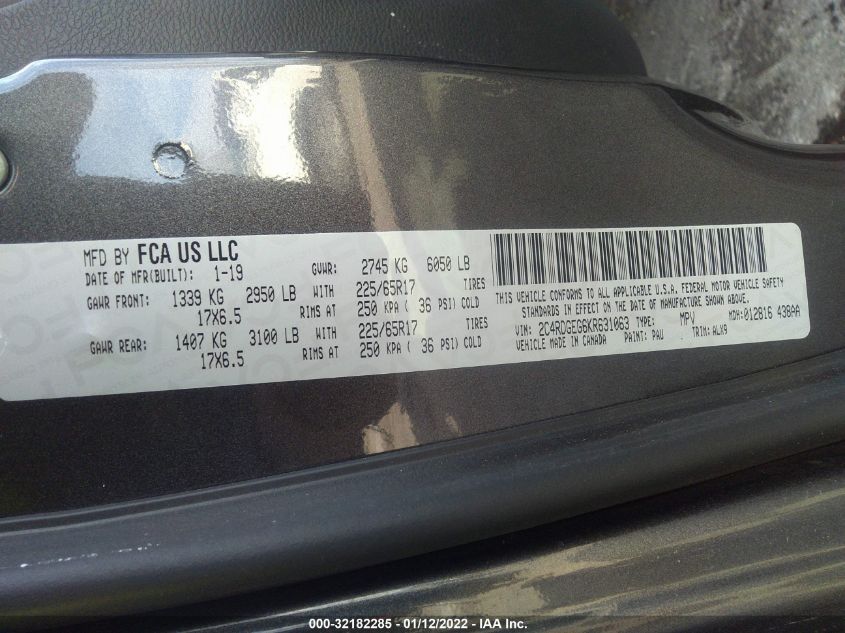 MFD BY FCA US LLC
DATE OF MFR(BUILT): 1-19 GVWR: 2745 KG 6050 LB
GAWR FRONT: 1339 KG 2950 LB WITH 225/65R17 TIRES
17X6.5 RIMS AT 250 KPA ( 36 PSI) COLD
GAWR REAR: 1407 KG 3100 LB WITH 225/65R17 TIRES
17X6.5 RIMS AT 250 KPA ( 36 PSI) COLD
THIS VEHICLE CONFORMS TO ALL APPLICABLE U.S.A. FEDERAL MOTOR VEHICLE SAFETY
STANDARDS IN EFFECT ON THE DATE OF MANUFACTURE SHOWN ABOVE.
VIN: 2C4RDGEG6KR631063 TYPE: MPV MDH: 012816 438AA
VEHICLE MADE IN CANADA PAINT: PAU TRIM: ALX9
000-32182285 - 01/12/2022 - IAA Inc.